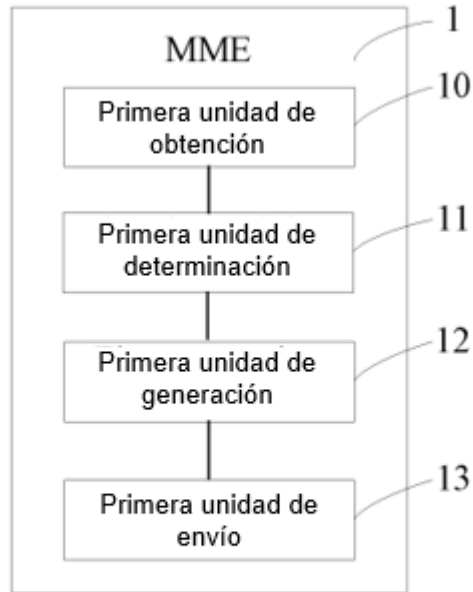 1
MME
Primera unidad de
obtención
10
Primera unidad de
determinación
11
Primera unidad de
generación
12
Primera unidad de
envío
13